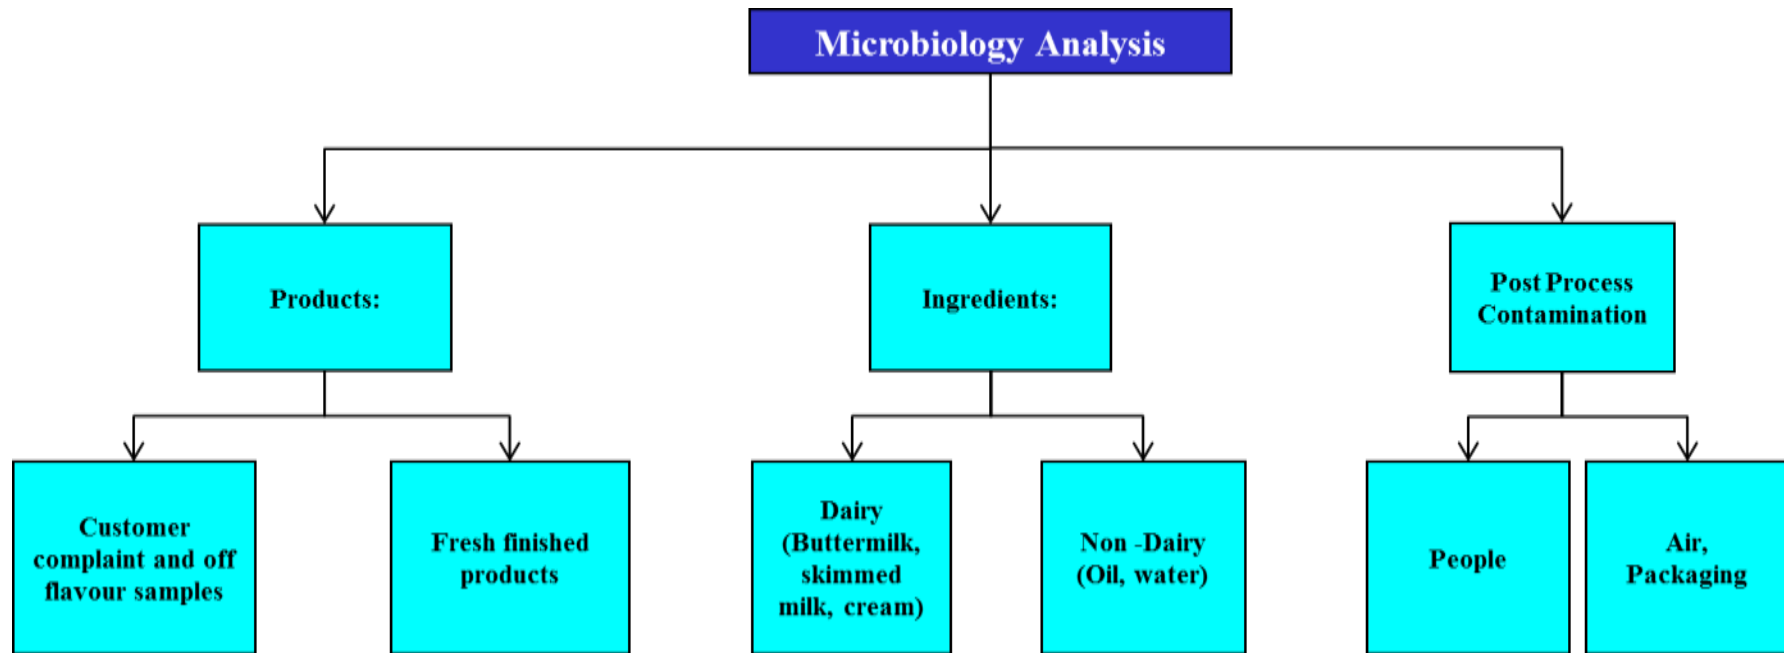 Microbiology Analysis
Products:
Ingredients:
Post Process
Contamination
Customer
complaint and off
flavour samples
Fresh finished
products
Dairy
(Buttermilk,
skimmed
milk, cream)
Non -Dairy
(Oil, water)
People
Air,
Packaging